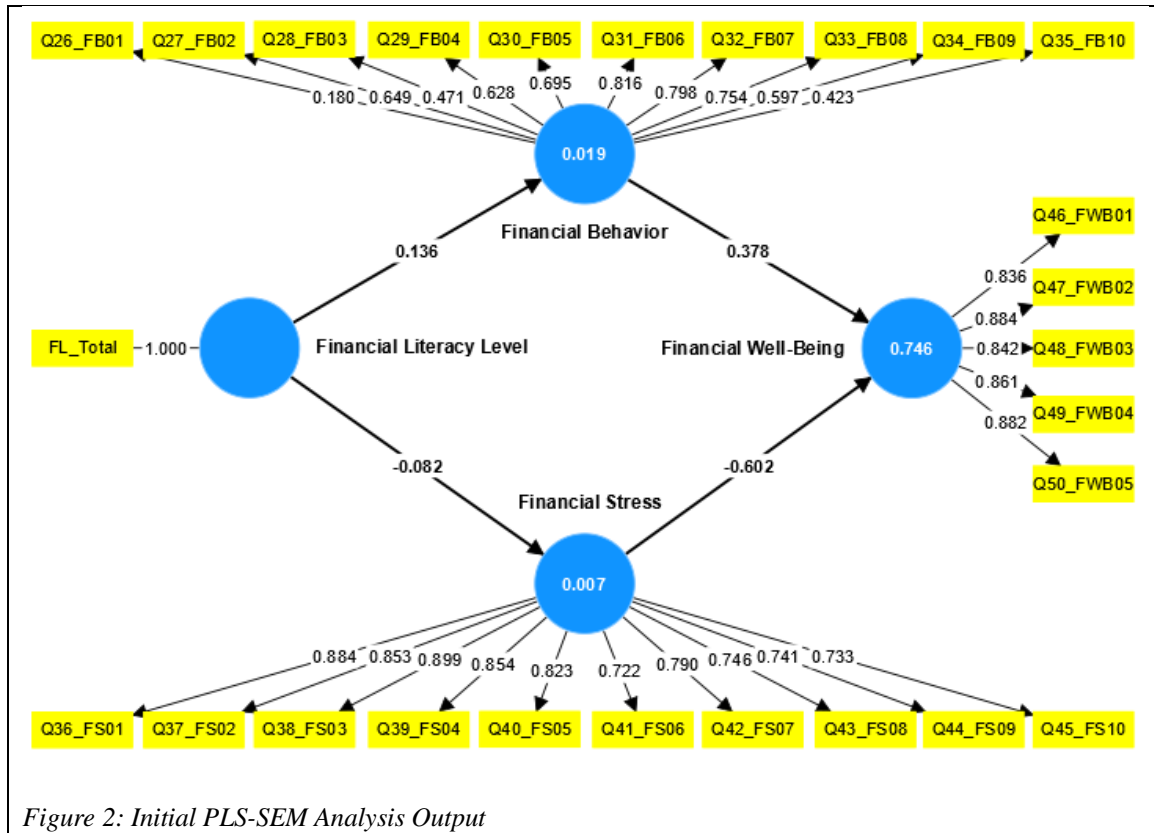 Q26_FB01 Q27_FB02 Q28_FB03 Q29_FB04 Q30_FB05 Q31_FB06 Q32_FB07 Q33_FB08 Q34_FB09 Q35_FB10
0.180 0.649 0.471 0.628 0.695 0.816 0.798 0.754 0.597 0.423
0.019
Financial Behavior
0.136
0.378
FL_Total
1.000
Financial Literacy Level
Financial Well-Being
0.746
Q46_FWB01
0.836
Q47_FWB02
0.884
Q48_FWB03
0.842
0.861
Q49_FWB04
0.882
Q50_FWB05
-0.082
-0.602
Financial Stress
0.007
0.884 0.853 0.899 0.854 0.823 0.722 0.790 0.746 0.741 0.733
Q36_FS01 Q37_FS02 Q38_FS03 Q39_FS04 Q40_FS05 Q41_FS06 Q42_FS07 Q43_FS08 Q44_FS09 Q45_FS10
Figure 2: Initial PLS-SEM Analysis Output